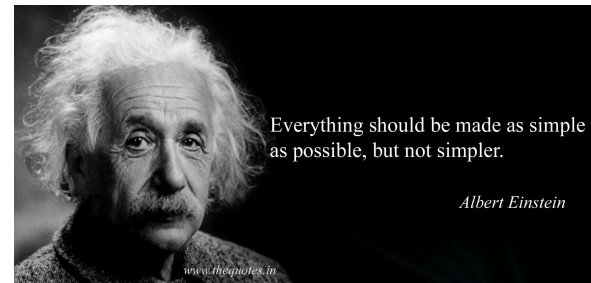 Everything should be made as simple
as possible, but not simpler.
Albert Einstein
www.thequotes.in